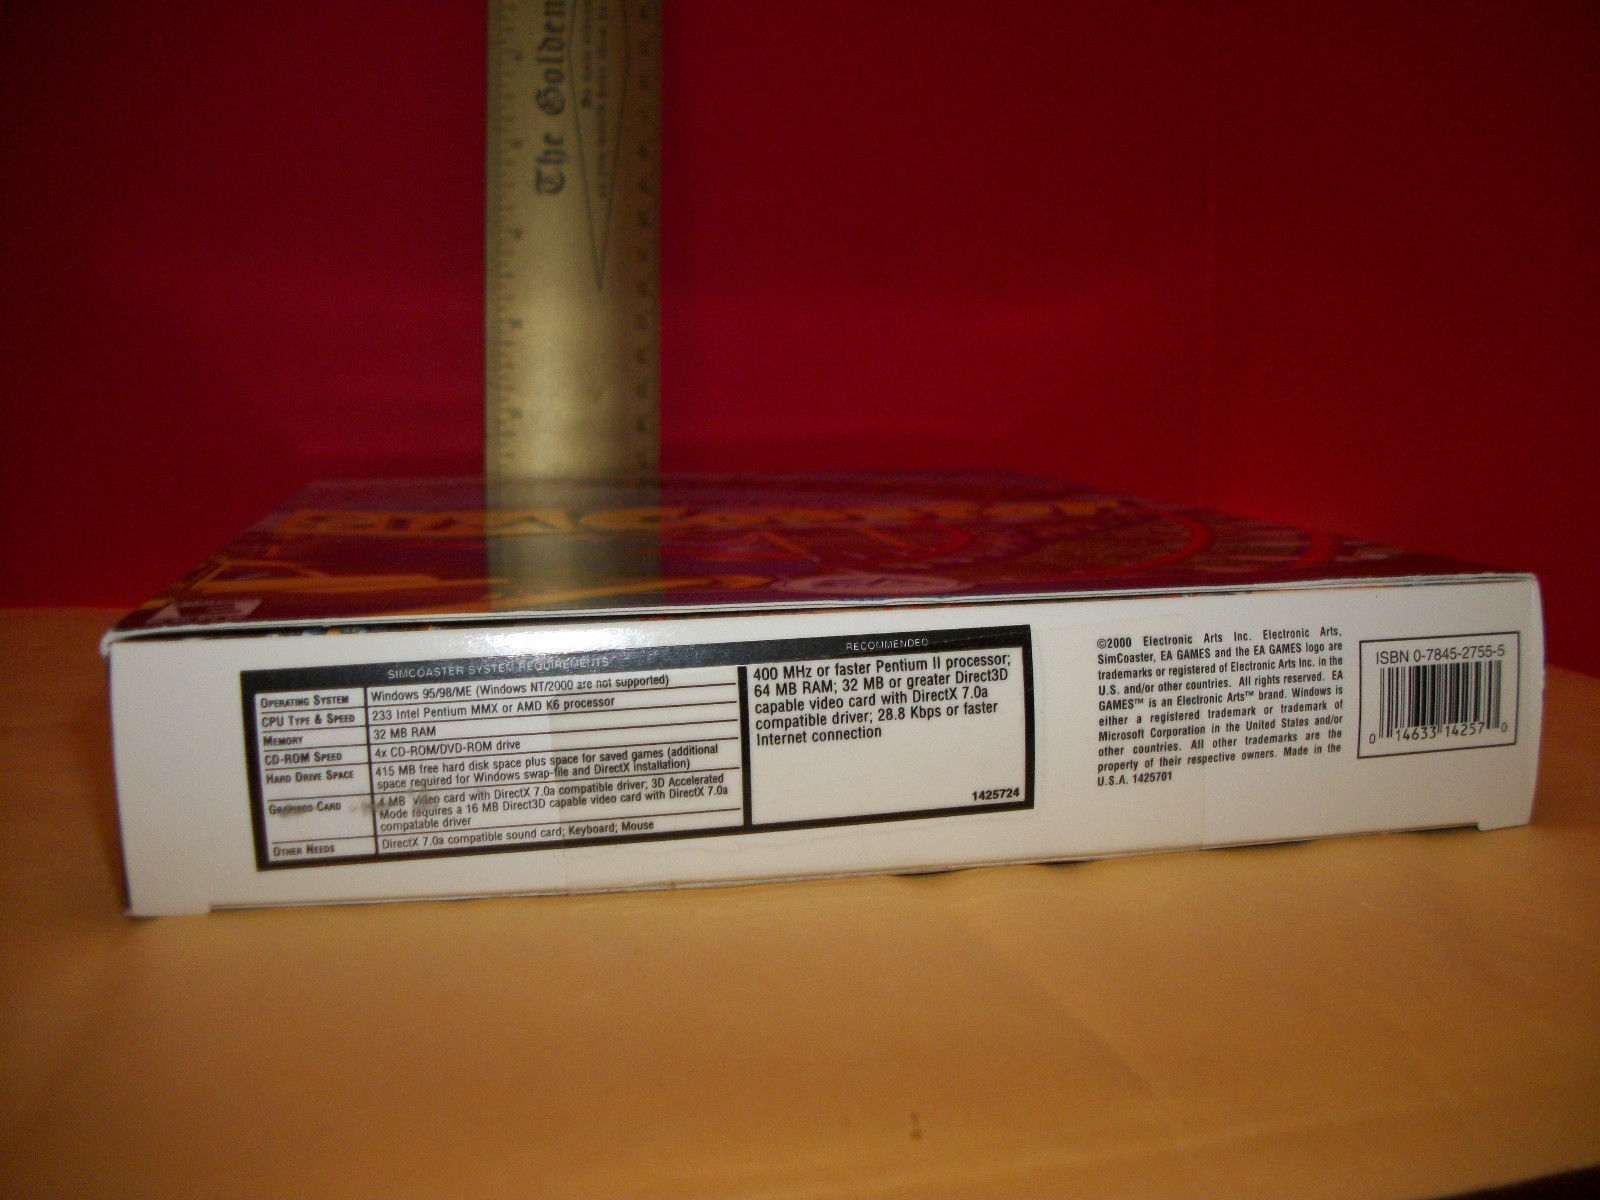 The Golden
SIMCOASTER
SIMCOASTER SYSTEM REQUIREMENTS
OPERATING SYSTEM Windows 95/98/ME (Windows NT/2000 are not supported)
CPU TYPE & SPEED 233 Intel Pentium MMX or AMD K6 processor
MEMORY 32 MB RAM
CD-ROM SPEED 4x CD-ROM/DVD-ROM drive
HARD DRIVE SPACE 415 MB free hard disk space plus space for saved games (additional
space required for Windows swap-file and DirectX installation)
GRAPHICS CARD 4 MB video card with DirectX 7.0a compatible driver; 3D Accelerated
Mode requires a 16 MB Direct3D capable video card with DirectX 7.0a
compatable driver
OTHER NEEDS DirectX 7.0a compatible sound card; Keyboard; Mouse
RECOMMENDED
400 MHz or faster Pentium II processor;
64 MB RAM; 32 MB or greater Direct3D
capable video card with DirectX 7.0a
compatible driver; 28.8 Kbps or faster
Internet connection
1425724
©2000 Electronic Arts Inc. Electronic Arts,
SimCoaster, EA GAMES and the EA GAMES logo are
trademarks or registered of Electronic Arts Inc. in the
U.S. and/or other countries. All rights reserved. EA
GAMES™ is an Electronic Arts™ brand. Windows is
either a registered trademark or trademark of
Microsoft Corporation in the United States and/or
other countries. All other trademarks are the
property of their respective owners. Made in the
U.S.A. 1425701
ISBN 0-7845-2755-5
0 14633 14257 0